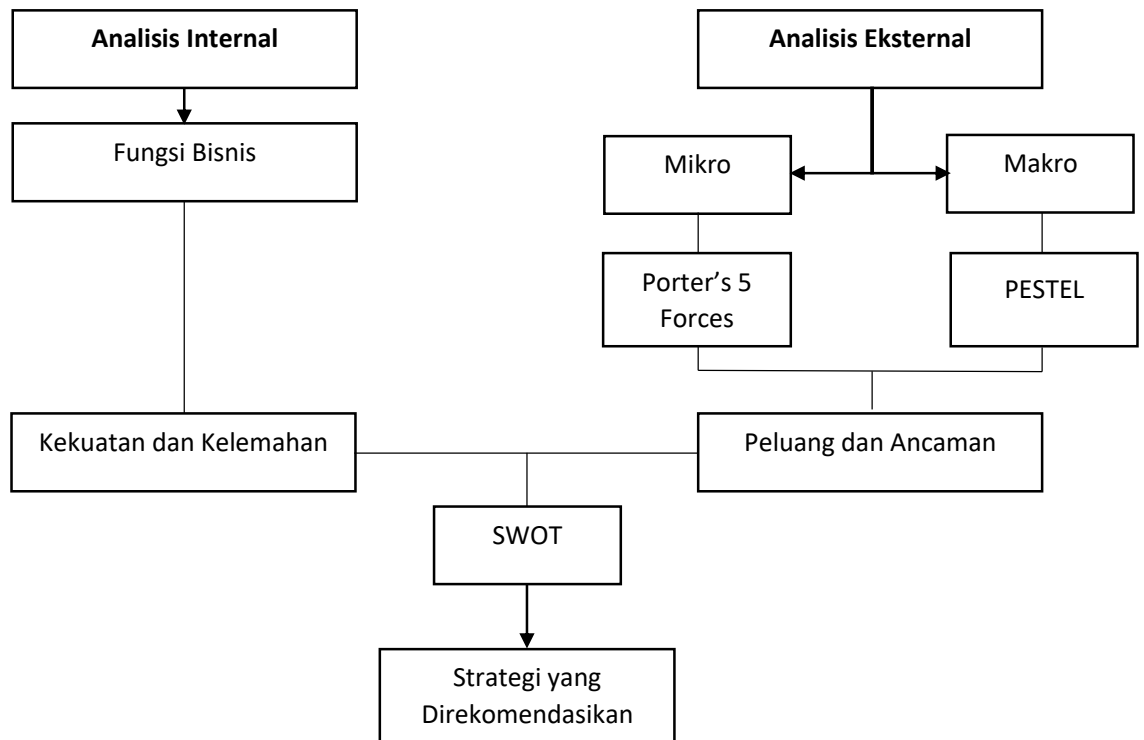 Analisis Internal
Analisis Eksternal
Fungsi Bisnis
Mikro
Makro
Porter’s 5
Forces
PESTEL
Kekuatan dan Kelemahan
Peluang dan Ancaman
SWOT
Strategi yang
Direkomendasikan